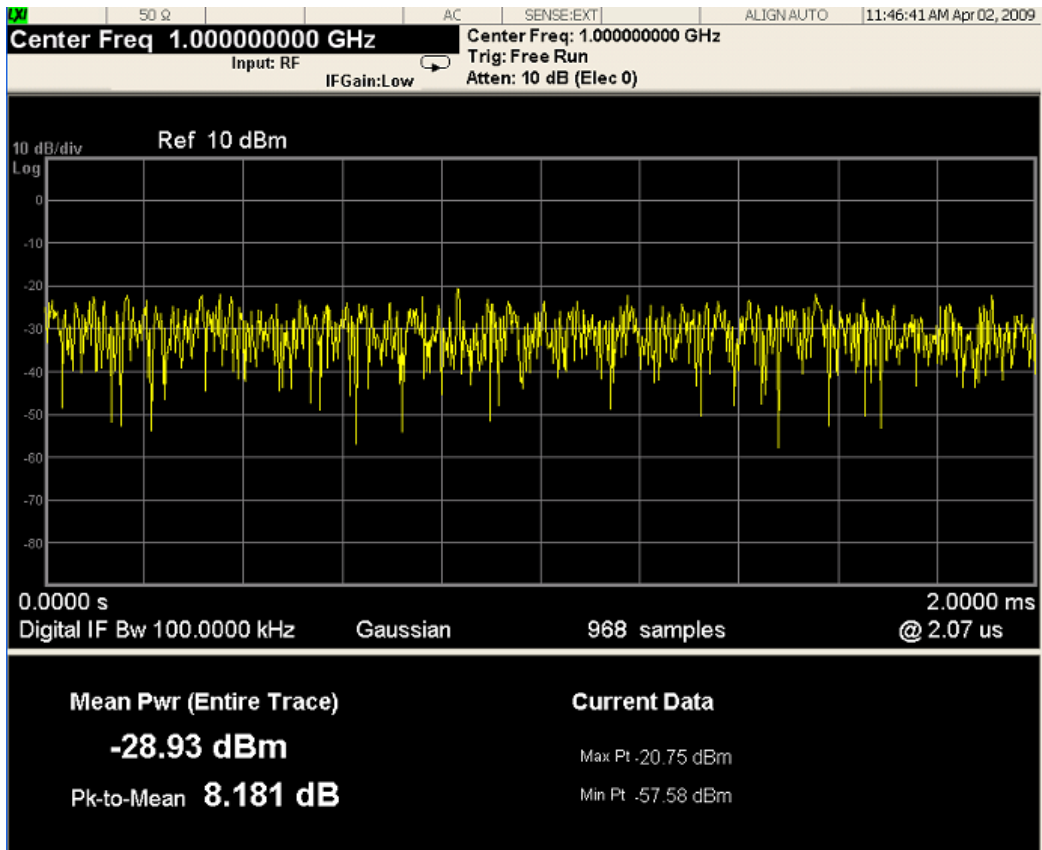 LXI 50 Ω AC SENSE:EXT ALIGN AUTO 11:46:41 AM Apr 02, 2009
Center Freq 1.000000000 GHz
Input: RF
IFGain:Low
Center Freq: 1.000000000 GHz
Trig: Free Run
Atten: 10 dB (Elec 0)
10 dB/div Ref 10 dBm
Log
0
-10
-20
-30
-40
-50
-60
-70
-80
0.0000 s 2.0000 ms
Digital IF Bw 100.0000 kHz Gaussian 968 samples @ 2.07 us
Mean Pwr (Entire Trace)
-28.93 dBm
Pk-to-Mean 8.181 dB
Current Data
Max Pt -20.75 dBm
Min Pt -57.58 dBm